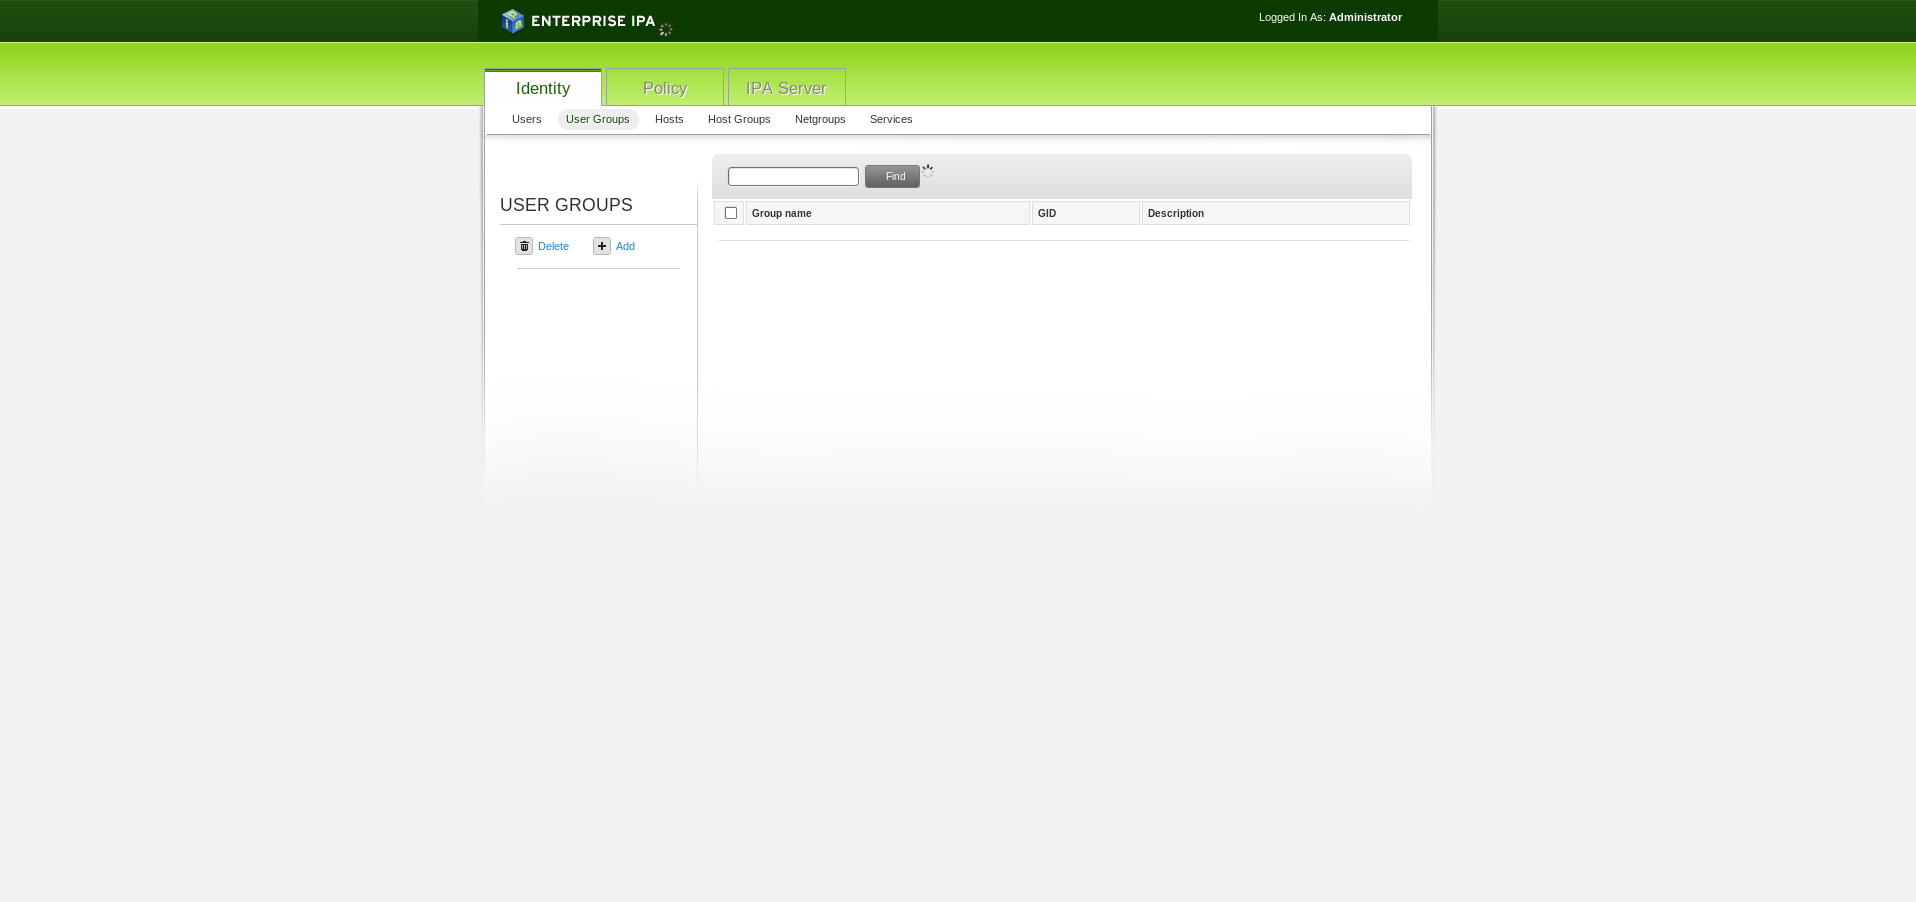 ENTERPRISE IPA
Logged In As: Administrator
Identity
Policy
IPA Server
Users
User Groups
Hosts
Host Groups
Netgroups
Services
Find
USER GROUPS
Group name
GID
Description
Delete
Add